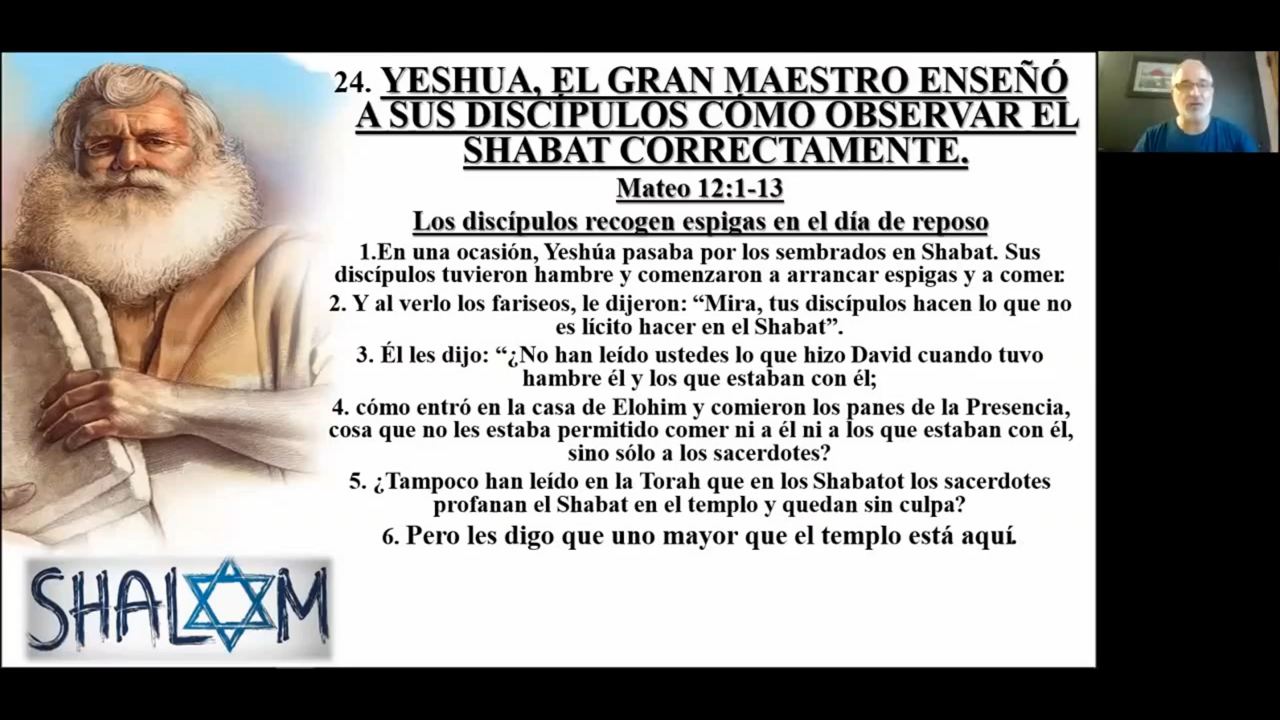 24. YESHUA, EL GRAN MAESTRO ENSEÑÓ
A SUS DISCÍPULOS CÓMO OBSERVAR EL
SHABAT CORRECTAMENTE.
Mateo 12:1-13
Los discípulos recogen espigas en el día de reposo
1.En una ocasión, Yeshúa pasaba por los sembrados en Shabat. Sus
discípulos tuvieron hambre y comenzaron a arrancar espigas y a comer.
2. Y al verlo los fariseos, le dijeron: “Mira, tus discípulos hacen lo que no
es lícito hacer en el Shabat”.
3. Él les dijo: “¿No han leído ustedes lo que hizo David cuando tuvo
hambre él y los que estaban con él;
4. cómo entró en la casa de Elohim y comieron los panes de la Presencia,
cosa que no les estaba permitido comer ni a él ni a los que estaban con él,
sino sólo a los sacerdotes?
5. ¿Tampoco han leído en la Torah que en los Shabatot los sacerdotes
profanan el Shabat en el templo y quedan sin culpa?
6. Pero les digo que uno mayor que el templo está aquí.
SHALOM